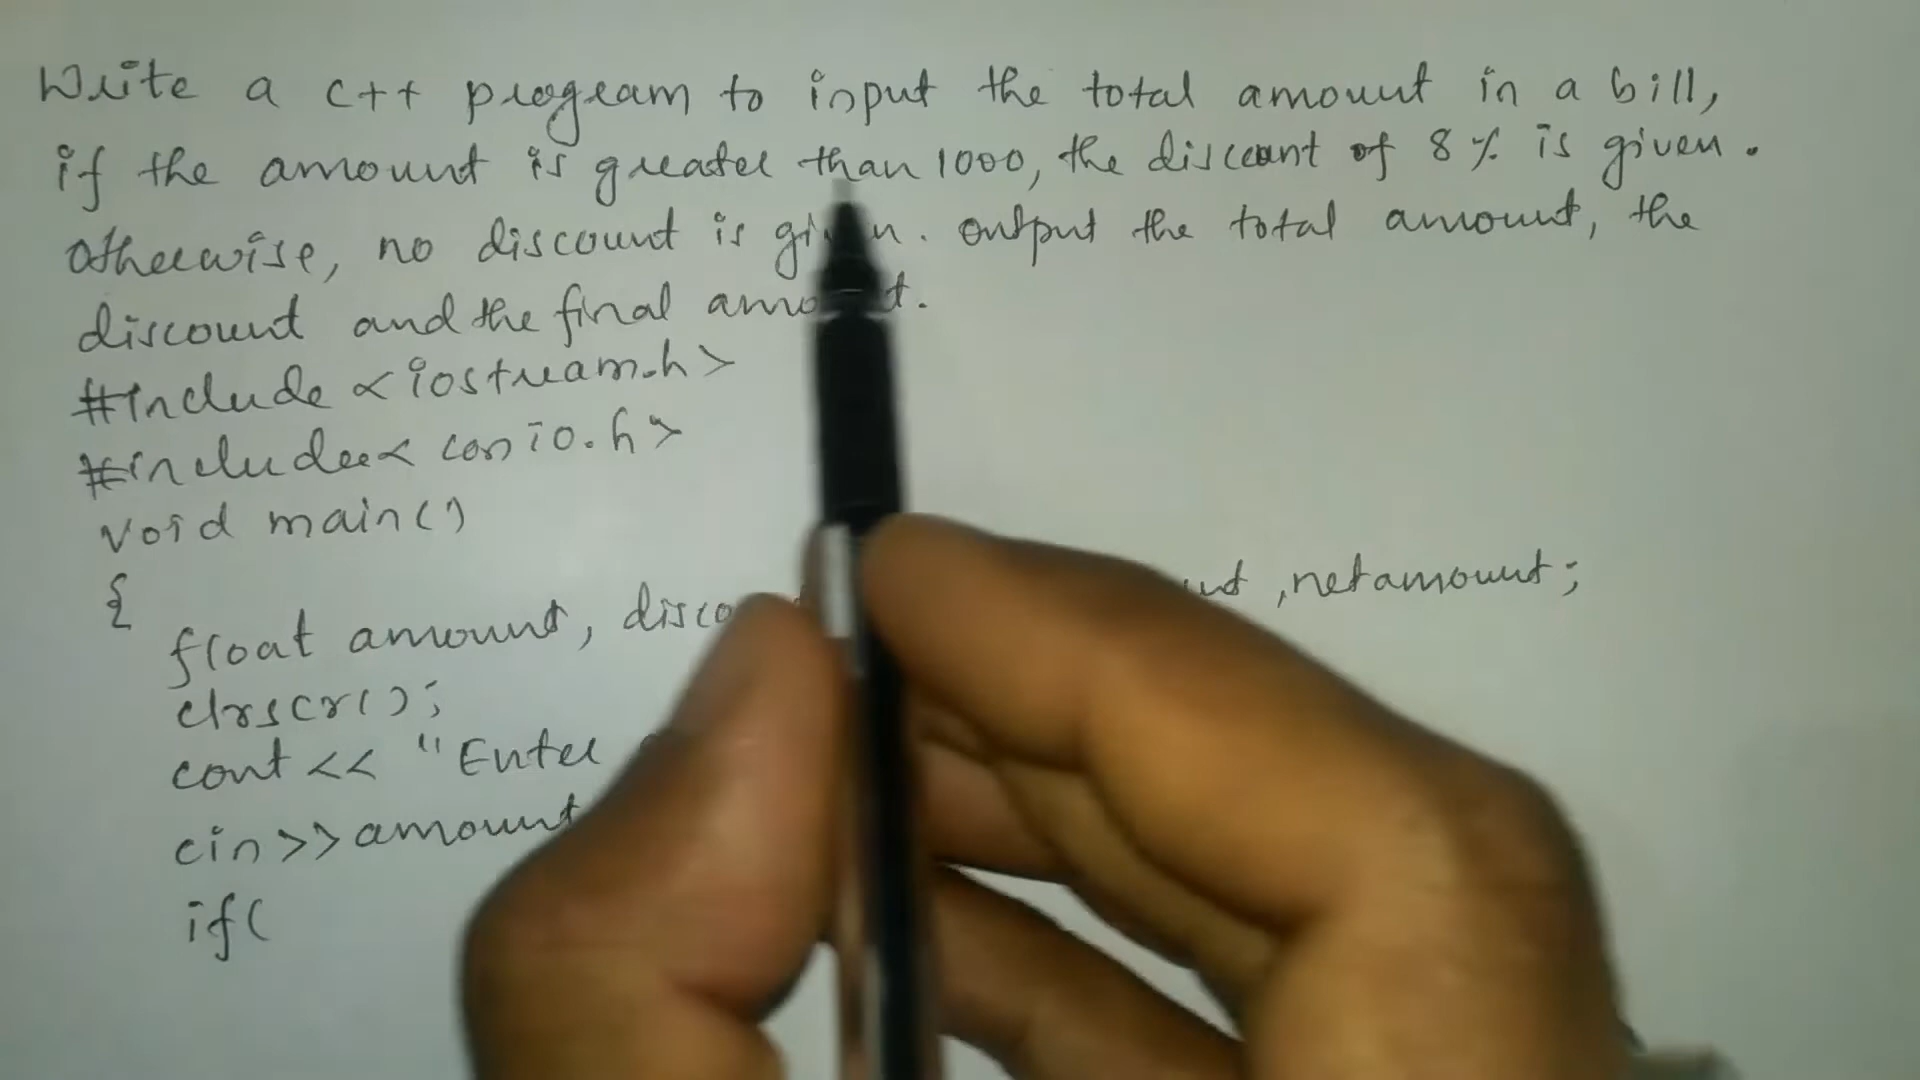 Write a c++ program to input the total amount in a bill,
if the amount is greater than 1000, the discount of 8% is given.
otherwise, no discount is given. output the total amount, the
discount and the final amount.
#include <iostream.h>
#include< conio.h>
void main()
{
float amount, ,netamount;
clrscr();
cout << "Enter
cin>>amount
if(